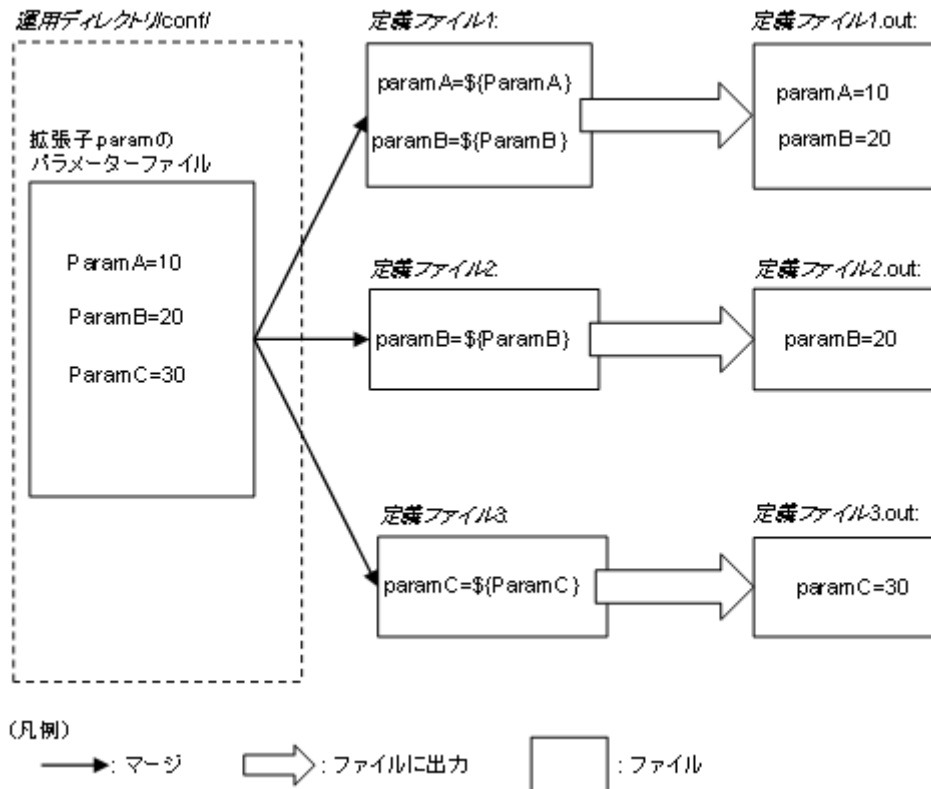 運用ディレクトリ/conf/
拡張子.paramの
パラメーターファイル
ParamA=10
ParamB=20
ParamC=30
定義ファイル1:
paramA=${ParamA}
paramB=${ParamB}
定義ファイル1.out:
paramA=10
paramB=20
定義ファイル2:
paramB=${ParamB}
定義ファイル2.out:
paramB=20
定義ファイル3:
paramC=${ParamC}
定義ファイル3.out:
paramC=30
(凡例)
: マージ
: ファイルに出力
: ファイル